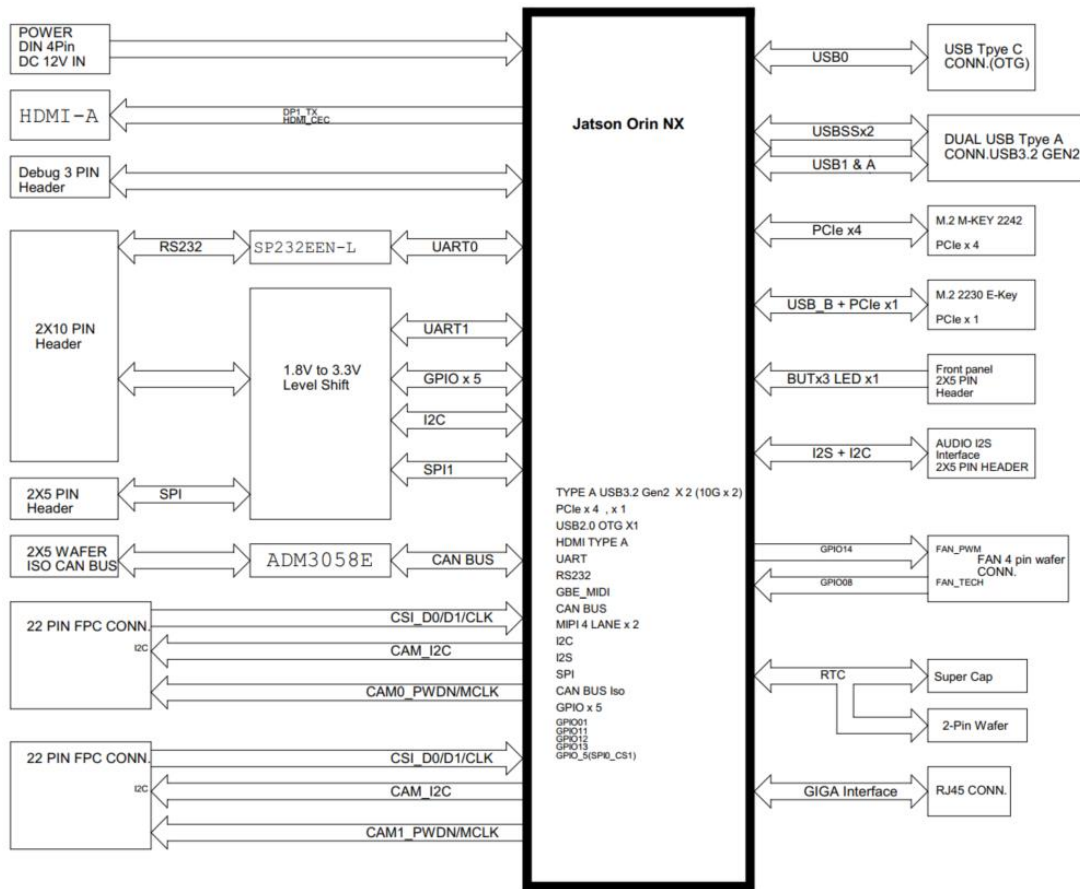 POWER
DIN 4Pin
DC 12V IN
HDMI-A
DP1_TX
HDMI_CEC
Debug 3 PIN
Header
2X10 PIN
Header
RS232
SP232EEN-L
UART0
1.8V to 3.3V
Level Shift
UART1
GPIO x 5
I2C
SPI1
2X5 PIN
Header
SPI
2X5 WAFER
ISO CAN BUS
ADM3058E
CAN BUS
22 PIN FPC CONN.
I2C
CSI_D0/D1/CLK
CAM_I2C
CAM0_PWDN/MCLK
22 PIN FPC CONN.
I2C
CSI_D0/D1/CLK
CAM_I2C
CAM1_PWDN/MCLK
Jatson Orin NX
TYPE A USB3.2 Gen2 X 2 (10G x 2)
PCIe x 4 , x 1
USB2.0 OTG X1
HDMI TYPE A
UART
RS232
GBE_MIDI
CAN BUS
MIPI 4 LANE x 2
I2C
I2S
SPI
CAN BUS Iso
GPIO x 5
GPIO01
GPIO11
GPIO12
GPIO13
GPIO_5(SPI0_CS1)
USB0
USB Tpye C
CONN.(OTG)
USBSSx2
USB1 & A
DUAL USB Tpye A
CONN.USB3.2 GEN2
PCIe x4
M.2 M-KEY 2242
PCIe x 4
USB_B + PCIe x1
M.2 2230 E-Key
PCIe x 1
BUTx3 LED x1
Front panel
2X5 PIN
Header
I2S + I2C
AUDIO I2S
Interface
2X5 PIN HEADER
GPIO14
GPIO08
FAN_PWM
FAN 4 pin wafer
CONN.
FAN_TECH
RTC
Super Cap
2-Pin Wafer
GIGA Interface
RJ45 CONN.